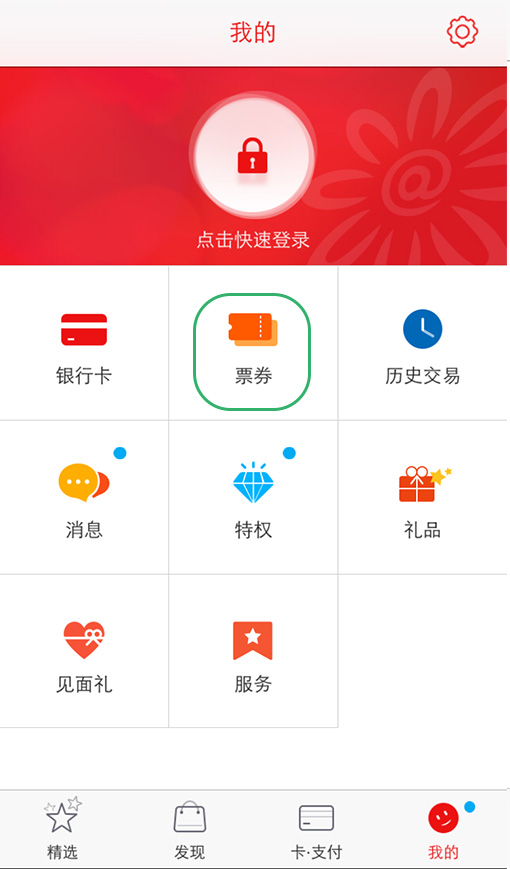 我的
点击快速登录
银行卡
票券
历史交易
消息
特权
礼品
见面礼
服务
精选
发现
卡·支付
我的